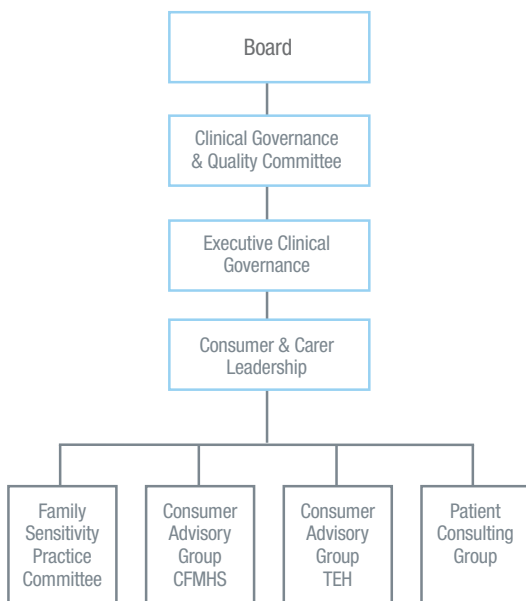 Board
Clinical Governance
& Quality Committee
Executive Clinical
Governance
Consumer & Carer
Leadership
Family
Sensitivity
Practice
Committee
Consumer
Advisory
Group
CFMHS
Consumer
Advisory
Group
TEH
Patient
Consulting
Group